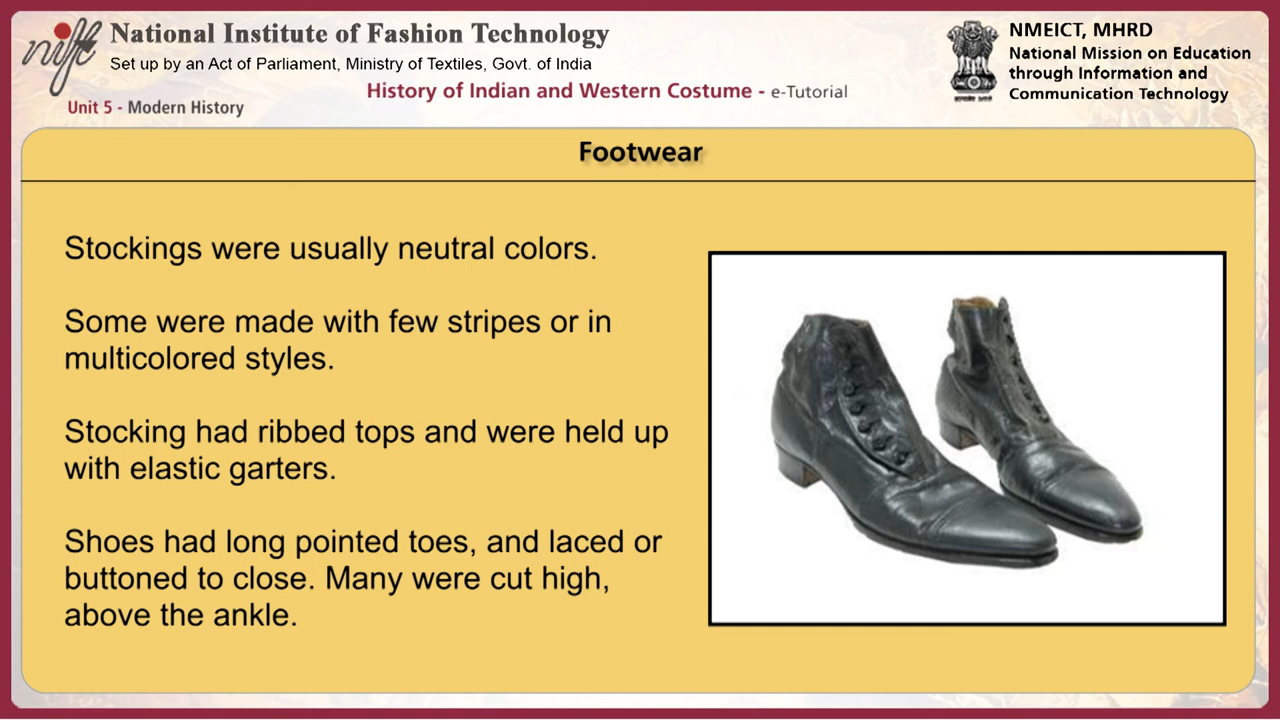 nift
National Institute of Fashion Technology
Set up by an Act of Parliament, Ministry of Textiles, Govt. of India
History of Indian and Western Costume - e-Tutorial
Unit 5 - Modern History
NMEICT, MHRD
National Mission on Education
through Information and
Communication Technology
Footwear
Stockings were usually neutral colors.
Some were made with few stripes or in
multicolored styles.
Stocking had ribbed tops and were held up
with elastic garters.
Shoes had long pointed toes, and laced or
buttoned to close. Many were cut high,
above the ankle.